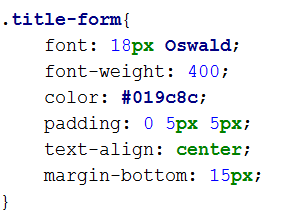 .title-form{
font: 18px Oswald;
font-weight: 400;
color: #019c8c;
padding: 0 5px 5px;
text-align: center;
margin-bottom: 15px;
}